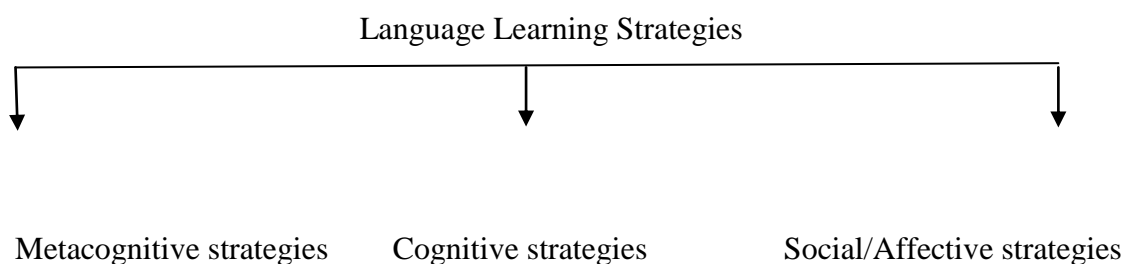 Language Learning Strategies
Metacognitive strategies Cognitive strategies Social/Affective strategies